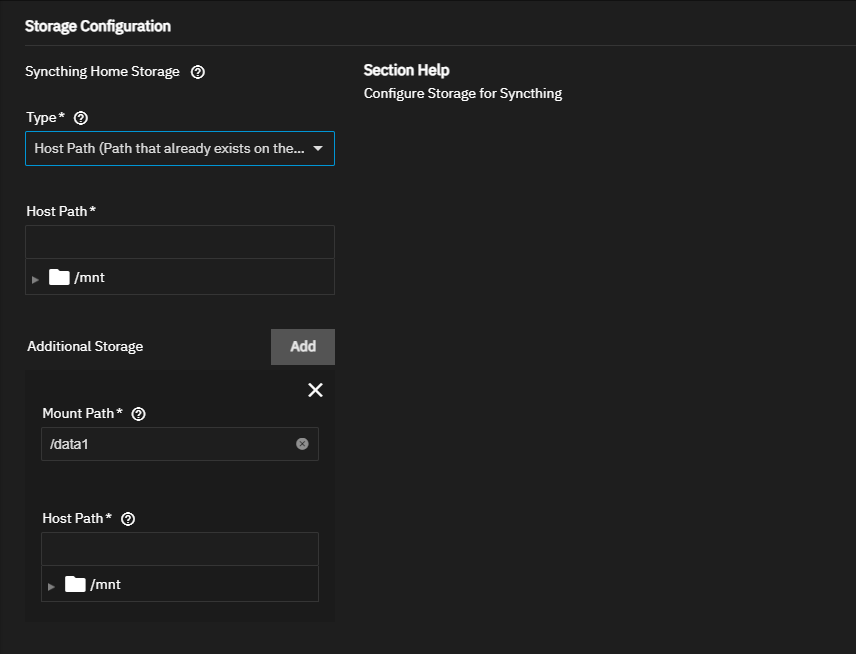 Storage Configuration
Syncthing Home Storage
Section Help
Configure Storage for Syncthing
Type*
Host Path (Path that already exists on the...
Host Path*
/mnt
Additional Storage
Add
Mount Path*
/data1
Host Path*
/mnt